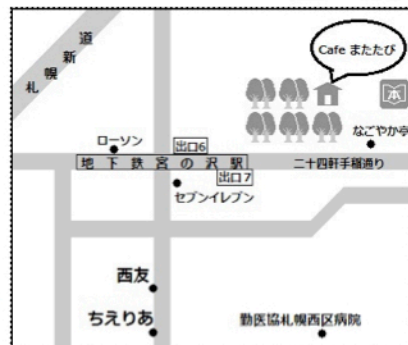 Cafe またたび
札幌新道
本
なごやか亭
ローソン
出口6
地下鉄宮の沢駅
二十四軒手稲通り
出口7
セブンイレブン
西友
ちえりあ
勤医協札幌西区病院